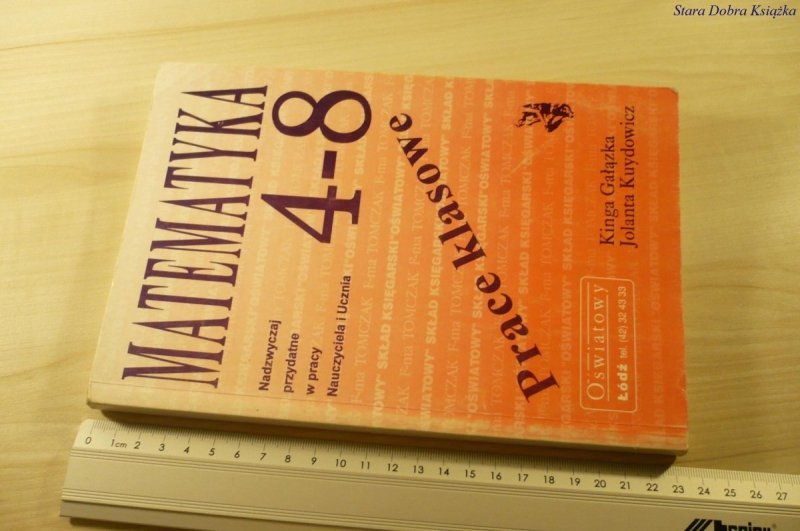 Stara Dobra Książka
MATEMATYKA
4-8
Nadzwyczaj
przydatne
w pracy
Nauczyciela i Ucznia
Prace klasowe
Kinga Gałązka
Jolanta Kuydowicz
Oświatowy
Łódź tel. (42) 32 43 33
0 1cm 2 3 4 5 6 7 8 9 10 11 12 13 14 15 16 17 18 19 20 21 22 23 24 25 26 27